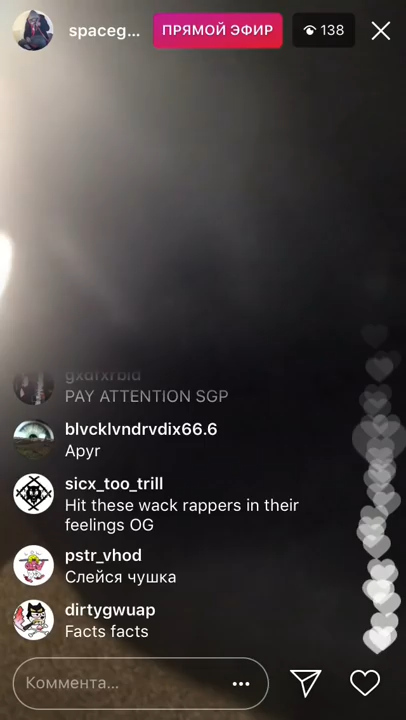 spaceg...
ПРЯМОЙ ЭФИР
138
gxdfxrbid
PAY ATTENTION SGP
blvcklvndrvdix66.6
Apyr
sicx_too_trill
Hit these wack rappers in their
feelings OG
pstr_vhod
Слейся чушка
dirtygwuap
Facts facts
Коммента...